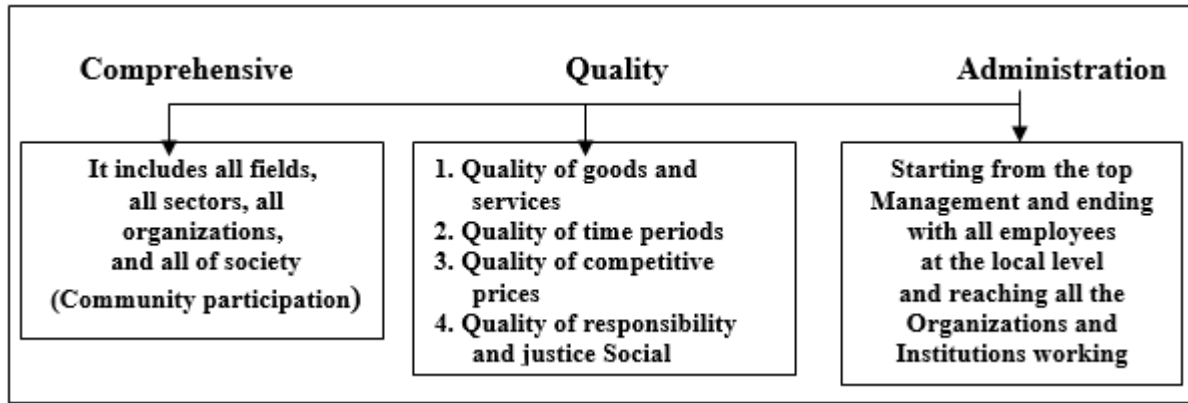 Comprehensive
Quality
Administration
It includes all fields,
all sectors, all
organizations,
and all of society
(Community participation)
1. Quality of goods and
services
2. Quality of time periods
3. Quality of competitive
prices
4. Quality of responsibility
and justice Social
Starting from the top
Management and ending
with all employees
at the local level
and reaching all the
Organizations and
Institutions working